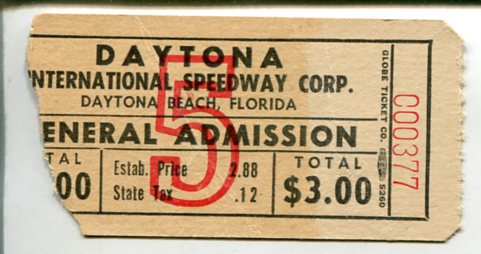 DAYTONA
INTERNATIONAL SPEEDWAY CORP.
DAYTONA BEACH, FLORIDA
ENERAL ADMISSION
TAL
00
Estab. Price 2.88
State Tax .12
TOTAL
$3.00
5
GLOBE TICKET CO. S260
C00377